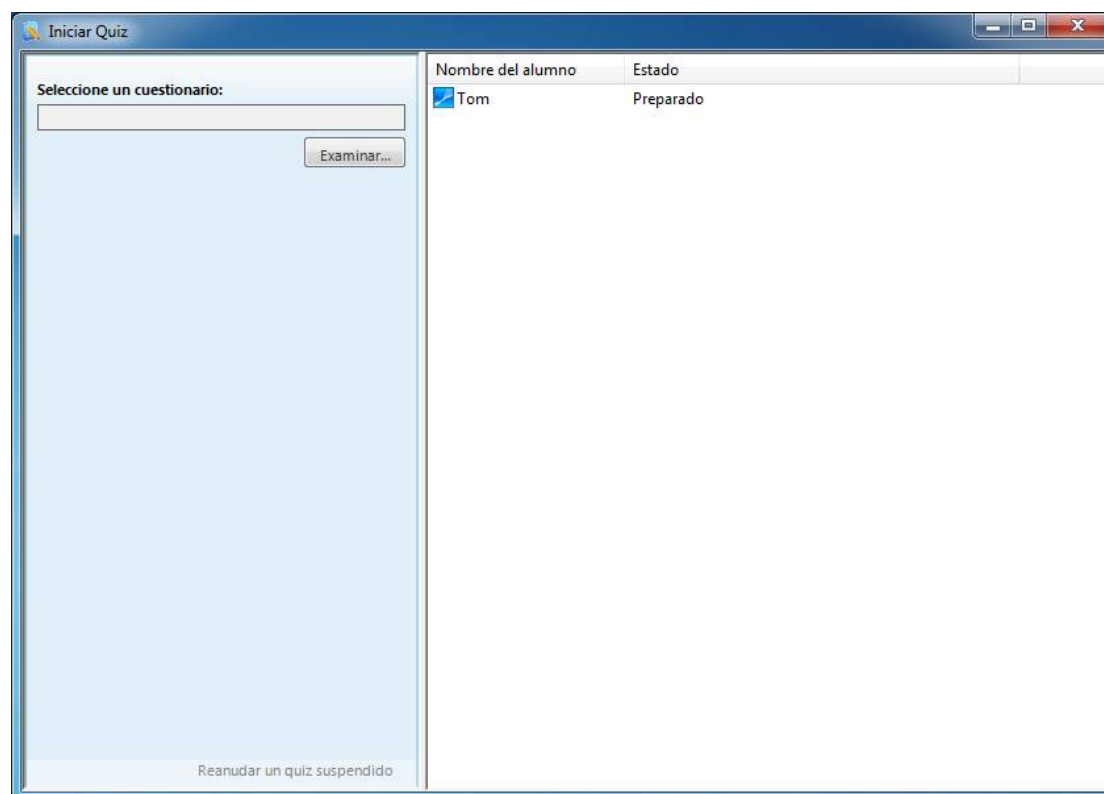 Iniciar Quiz
Seleccione un cuestionario:
Examinar...
Reanudar un quiz suspendido
Nombre del alumno Estado
Tom Preparado